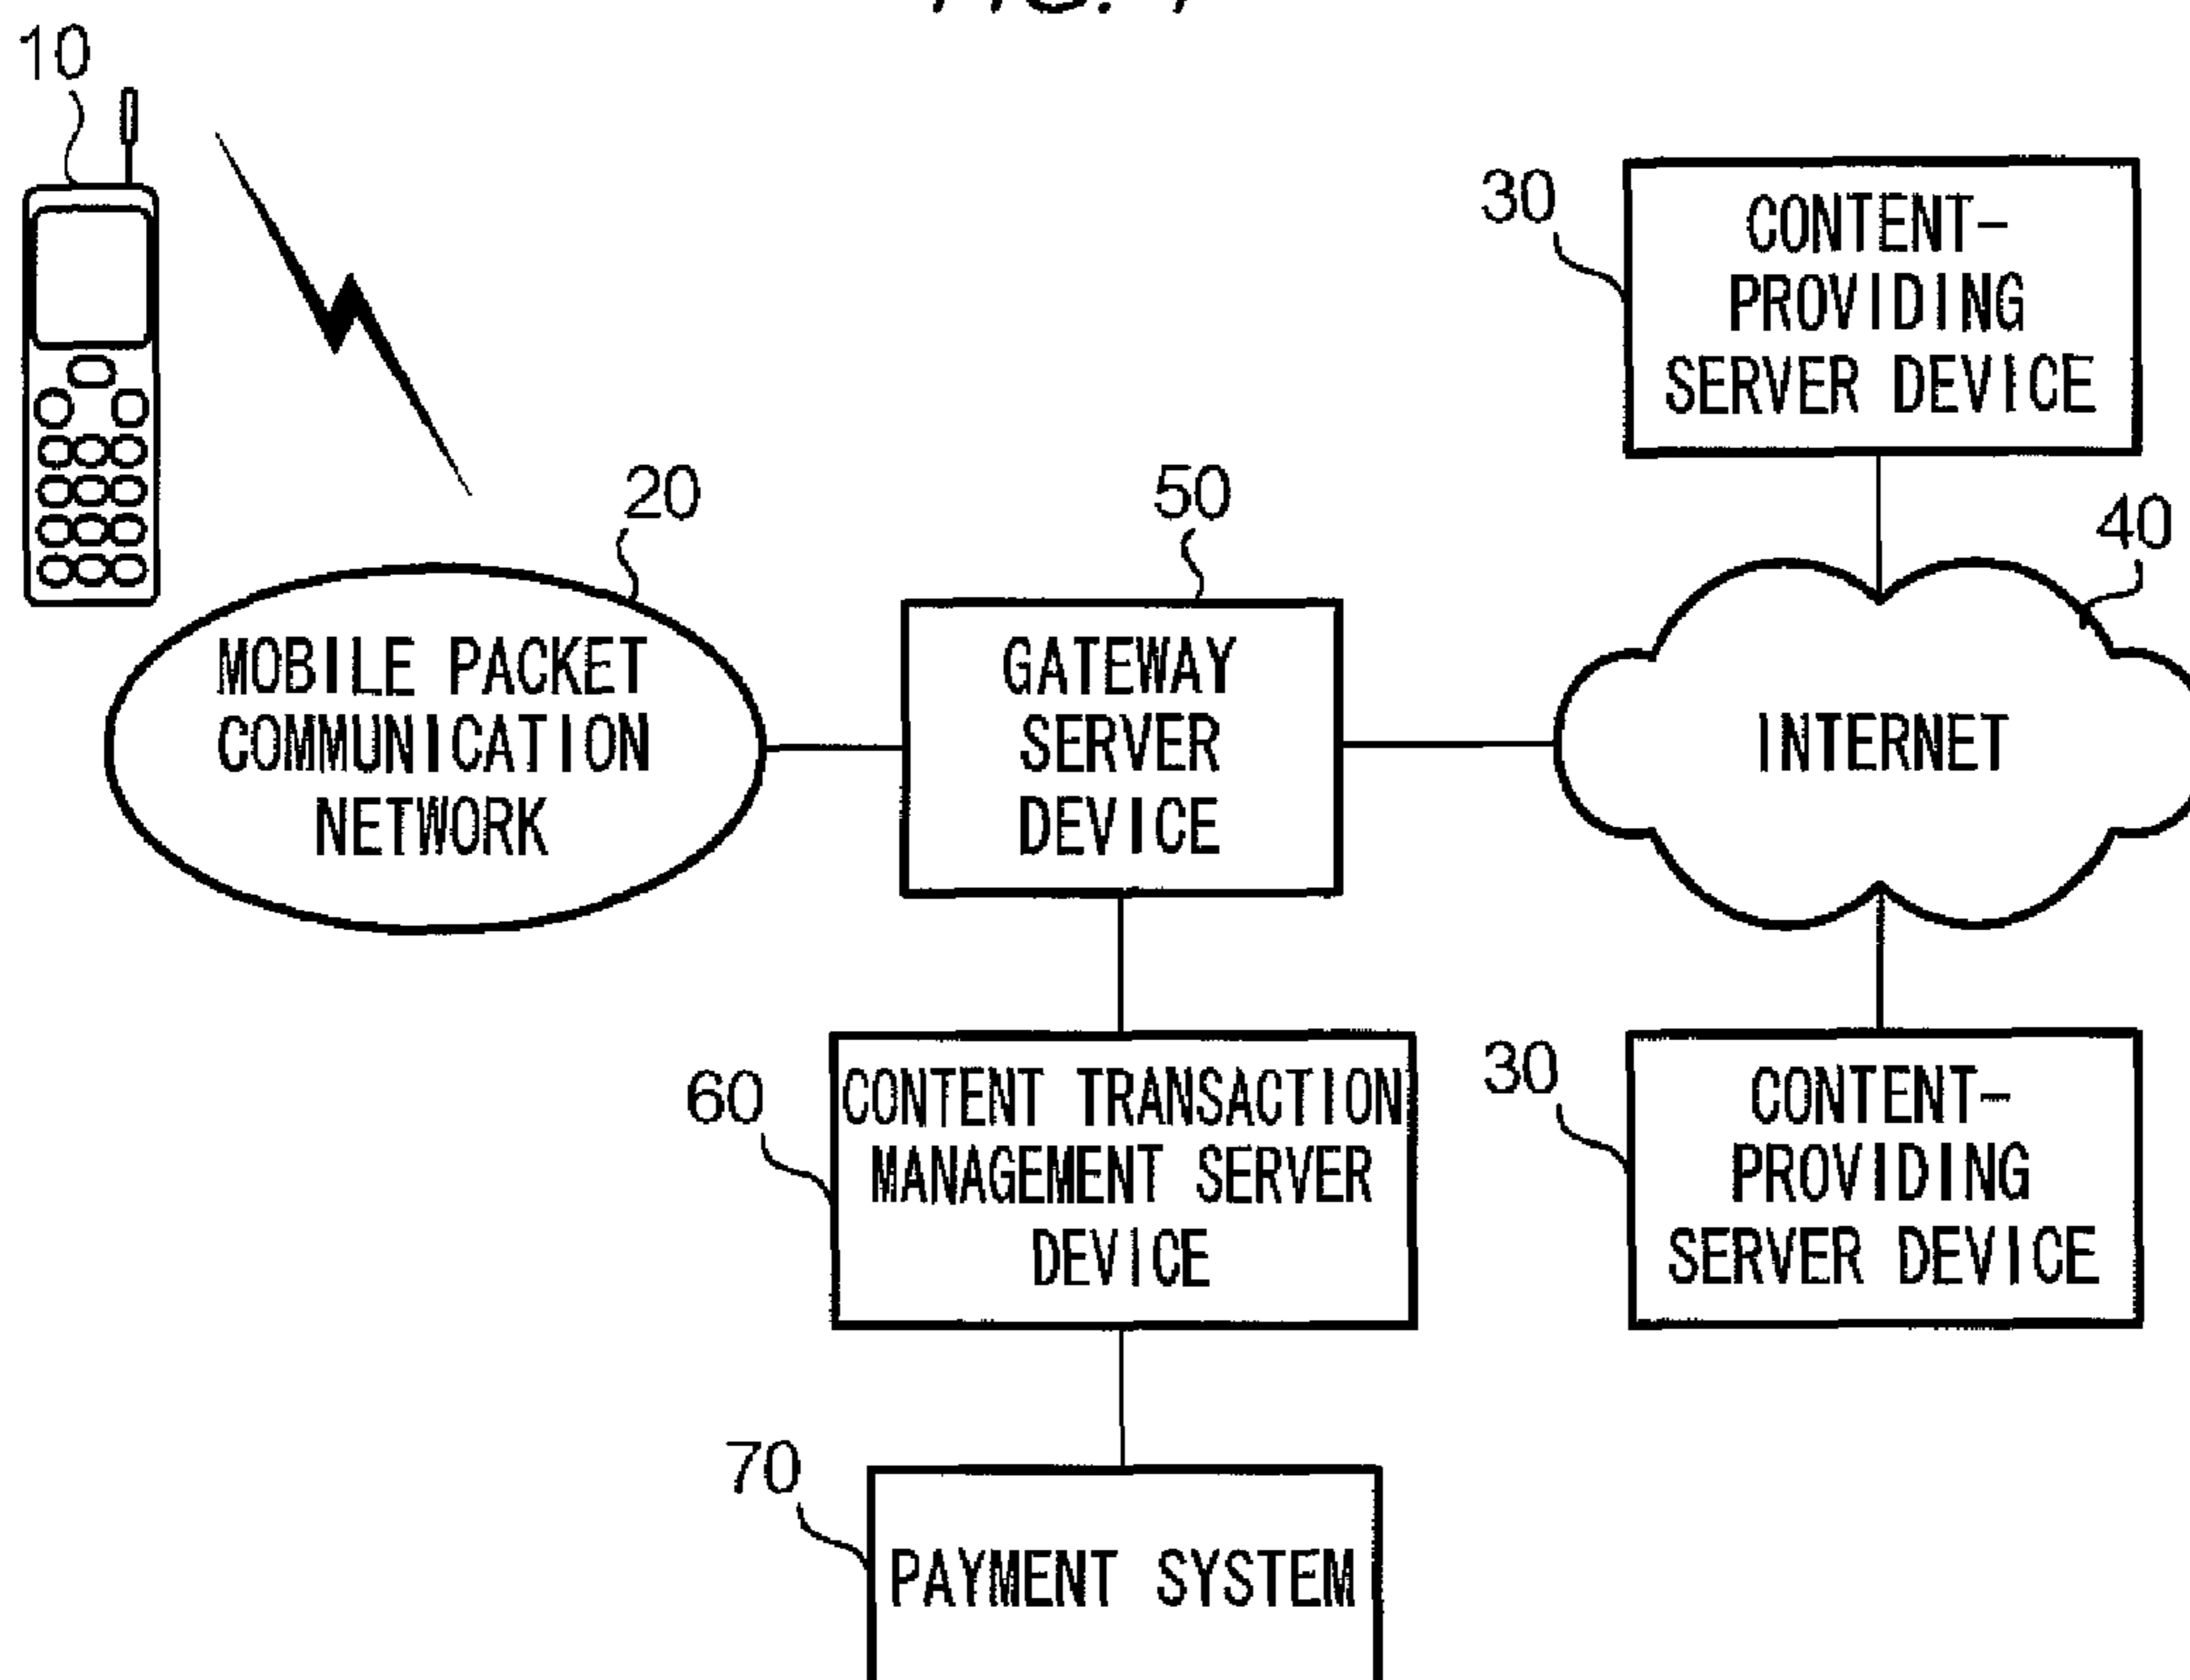 10
30
CONTENT-
PROVIDING
SERVER DEVICE
20
50
40
MOBILE PACKET
COMMUNICATION
NETWORK
GATEWAY
SERVER
DEVICE
INTERNET
60
CONTENT TRANSACTION
MANAGEMENT SERVER
DEVICE
30
CONTENT-
PROVIDING
SERVER DEVICE
70
PAYMENT SYSTEM